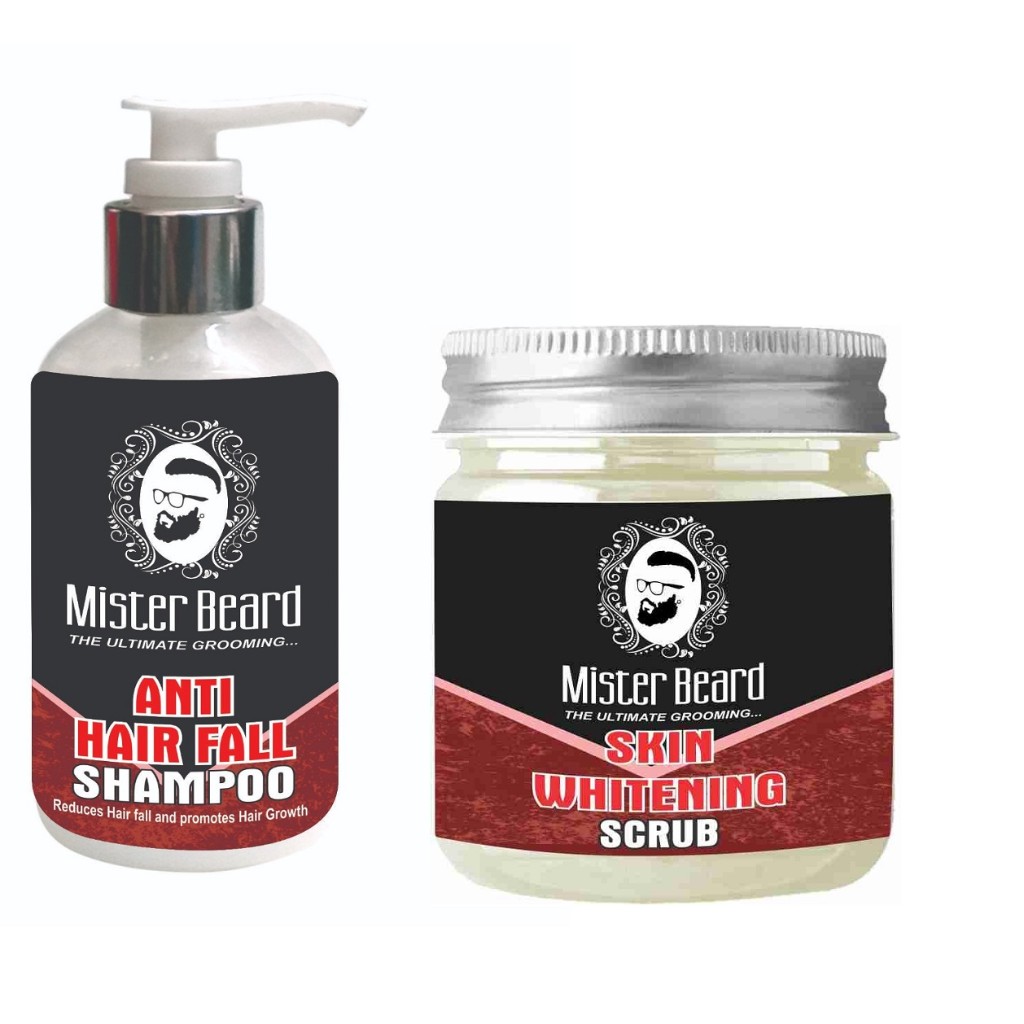 Mister Beard
THE ULTIMATE GROOMING...
ANTI
HAIR FALL
SHAMPOO
Reduces Hair fall and promotes Hair Growth
Mister Beard
THE ULTIMATE GROOMING...
SKIN
WHITENING
SCRUB